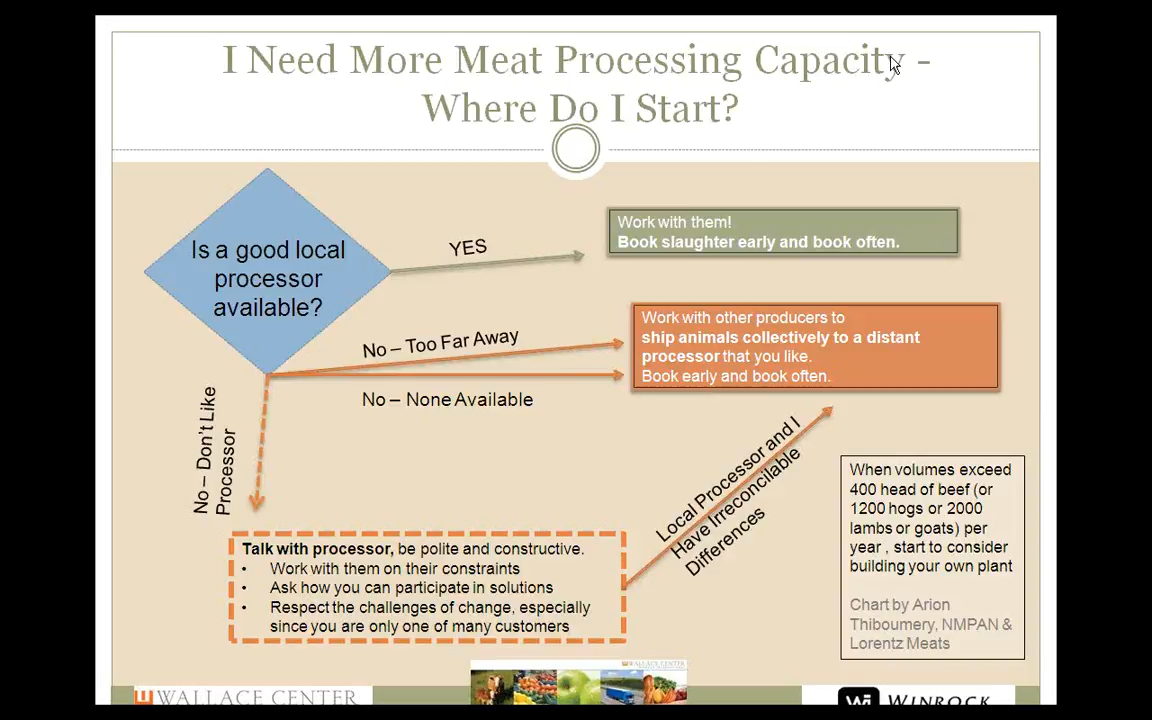 I Need More Meat Processing Capacity -
Where Do I Start?
Is a good local
processor
available?
YES
Work with them!
Book slaughter early and book often.
No – Too Far Away
No – None Available
Work with other producers to
ship animals collectively to a distant
processor that you like.
Book early and book often.
No – Don't Like
Processor
Talk with processor, be polite and constructive.
• Work with them on their constraints
• Ask how you can participate in solutions
• Respect the challenges of change, especially
since you are only one of many customers
Local Processor and I
Have Irreconcilable
Differences
When volumes exceed
400 head of beef (or
1200 hogs or 2000
lambs or goats) per
year , start to consider
building your own plant
Chart by Arion
Thiboumery, NMPAN &
Lorentz Meats
WALLACE CENTER
WALLACE CENTER
Wi WINROCK